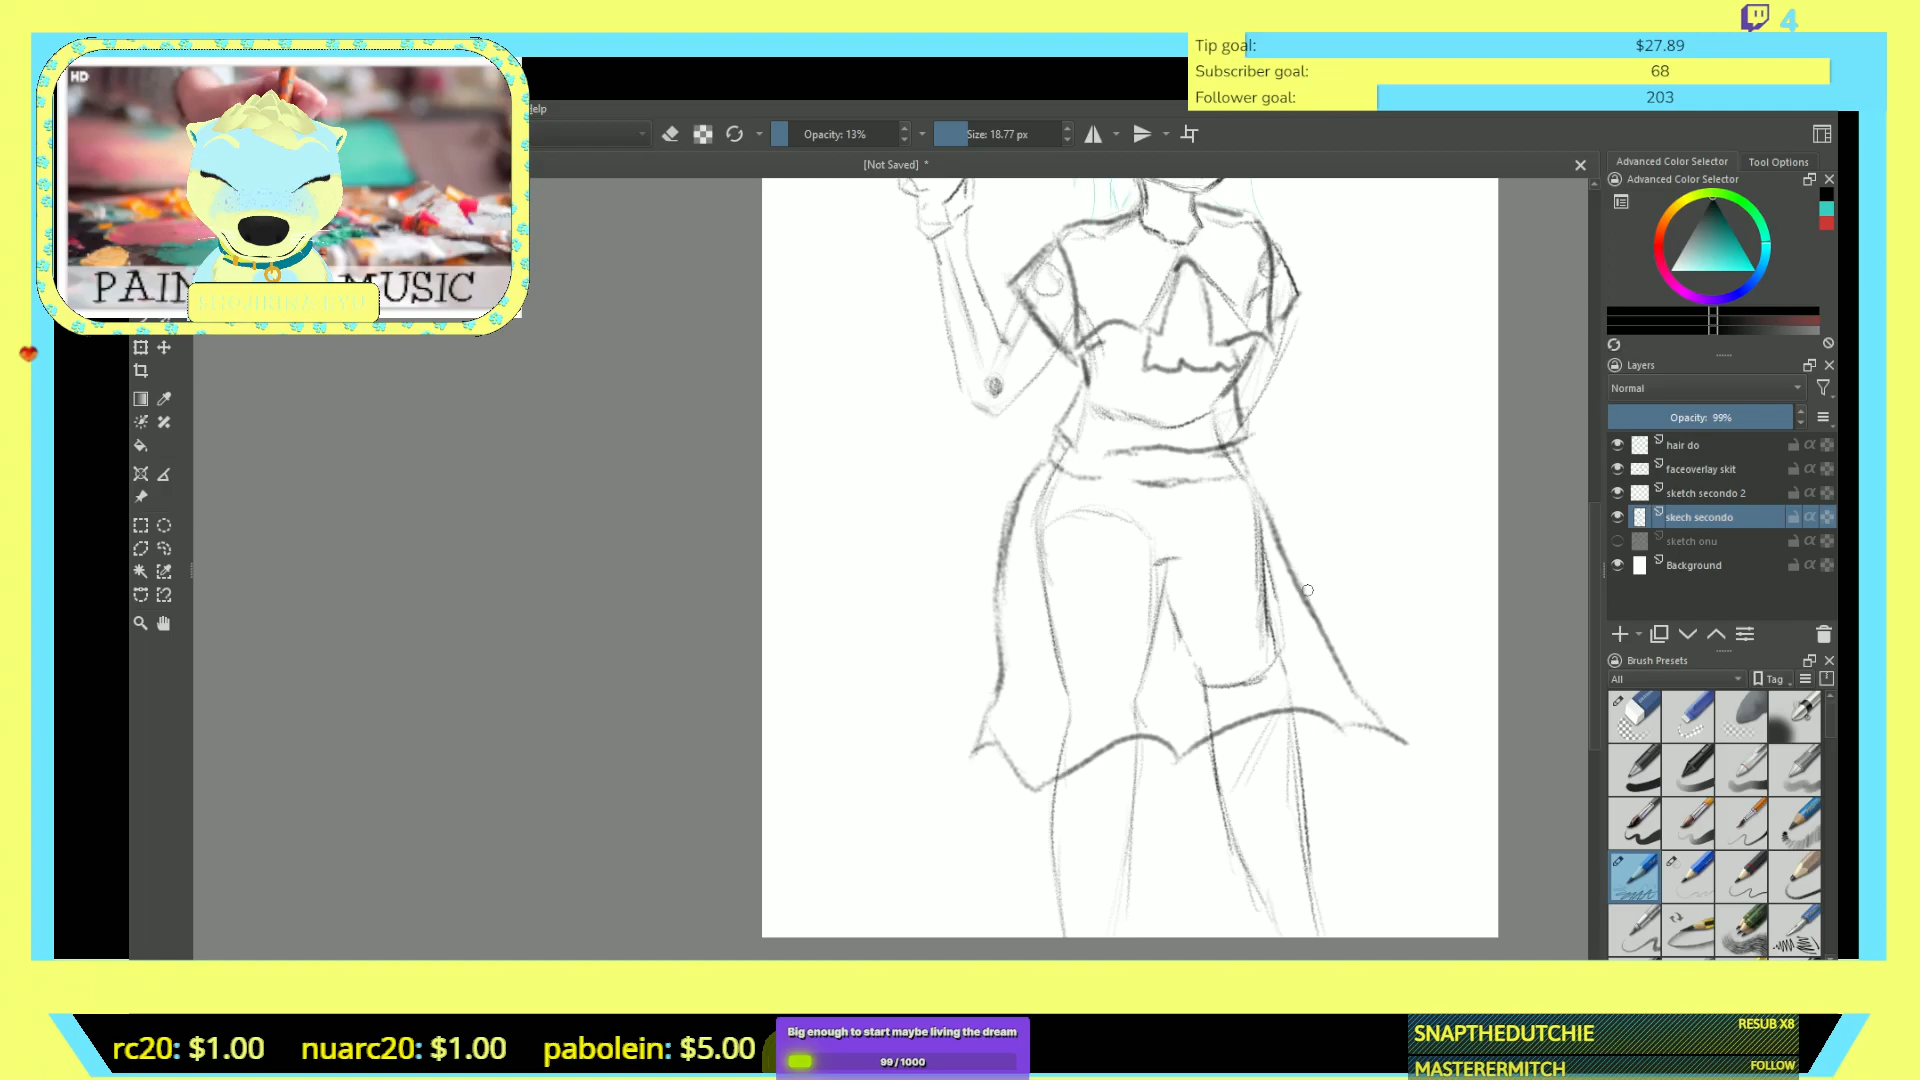 4
Tip goal: $27.89
Subscriber goal: 68
Follower goal: 203
HD
PAIN MUSIC
elp
Opacity: 13%
Size: 18.77 px
[Not Saved] *
Advanced Color Selector
Tool Options
Advanced Color Selector
Layers
Normal
Opacity: 99%
hair do
faceoverlay skit
sketch secondo 2
skech secondo
sketch onu
Background
Brush Presets
All
Tag
rc20: $1.00 nuarc20: $1.00 pabolein: $5.00
Big enough to start maybe living the dream
99 / 1000
SNAPTHEDUTCHIE RESUB X8
MASTERERMITCH FOLLOW